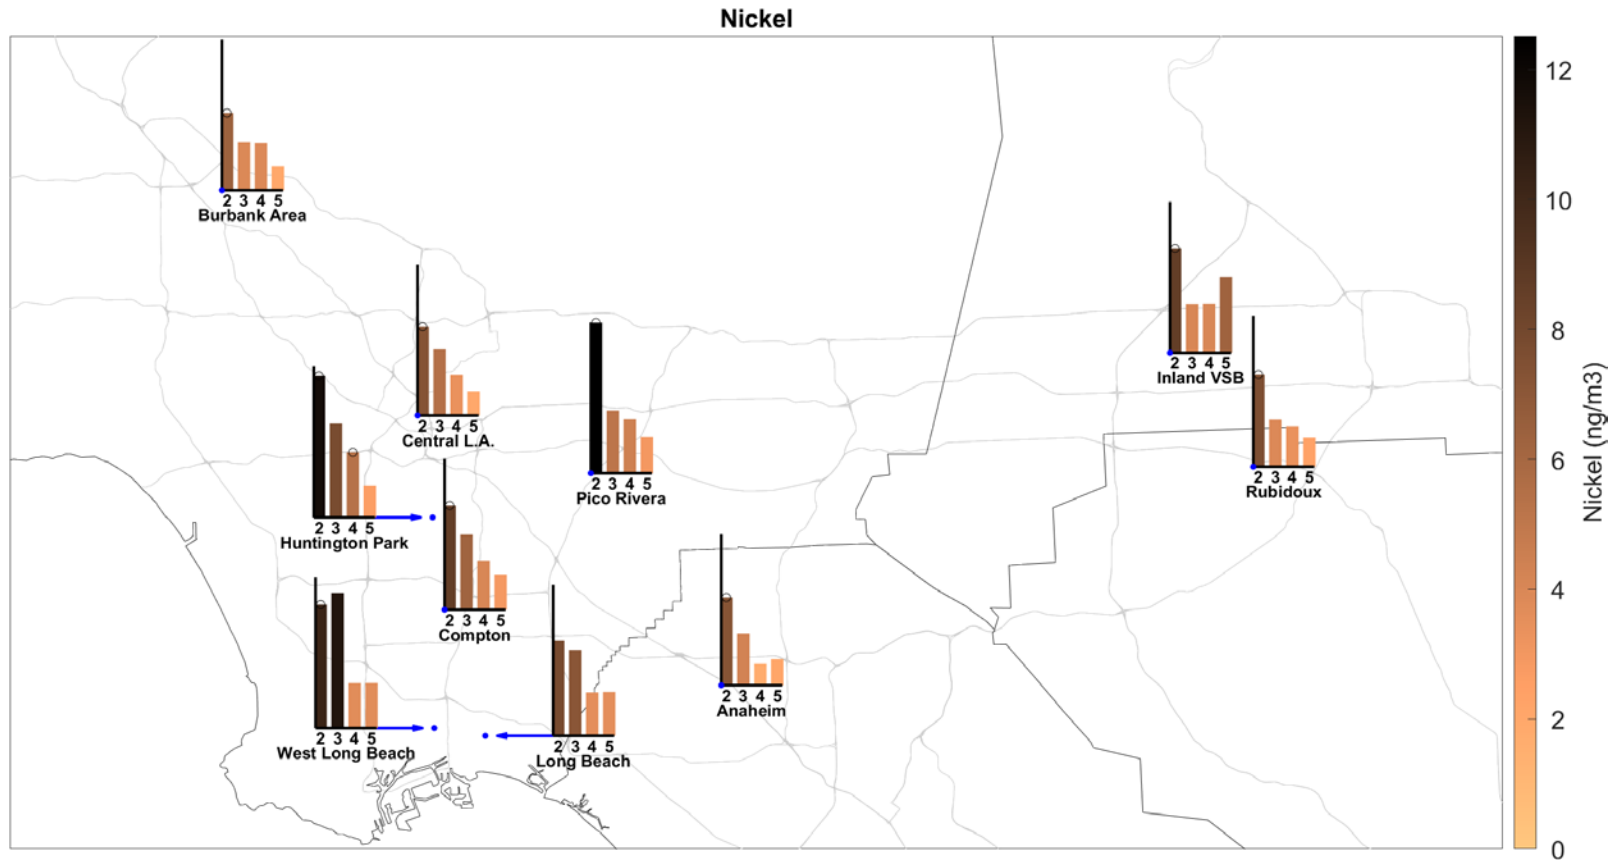 Nickel
2 3 4 5
Burbank Area
2 3 4 5
Inland VSB
2 3 4 5
Central L.A.
2 3 4 5
Pico Rivera
2 3 4 5
Rubidoux
2 3 4 5
Huntington Park
2 3 4 5
Compton
2 3 4 5
Anaheim
2 3 4 5
West Long Beach
2 3 4 5
Long Beach
12
10
8
6
4
2
0
Nickel (ng/m3)